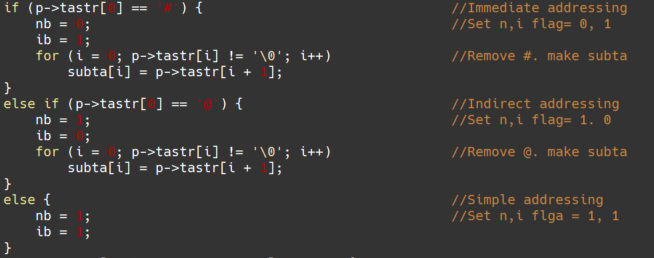 if (p->tastr[0] == '#') { //Immediate addressing
nb = 0; //Set n,i flag= 0, 1
ib = 1;
for (i = 0; p->tastr[i] != '\0'; i++) //Remove #. make subta
subta[i] = p->tastr[i + 1];
}
else if (p->tastr[0] == '@') { //Indirect addressing
nb = 1; //Set n,i flag= 1. 0
ib = 0;
for (i = 0; p->tastr[i] != '\0'; i++) //Remove @. make subta
subta[i] = p->tastr[i + 1];
}
else { //Simple addressing
nb = 1; //Set n,i flga = 1, 1
ib = 1;
}